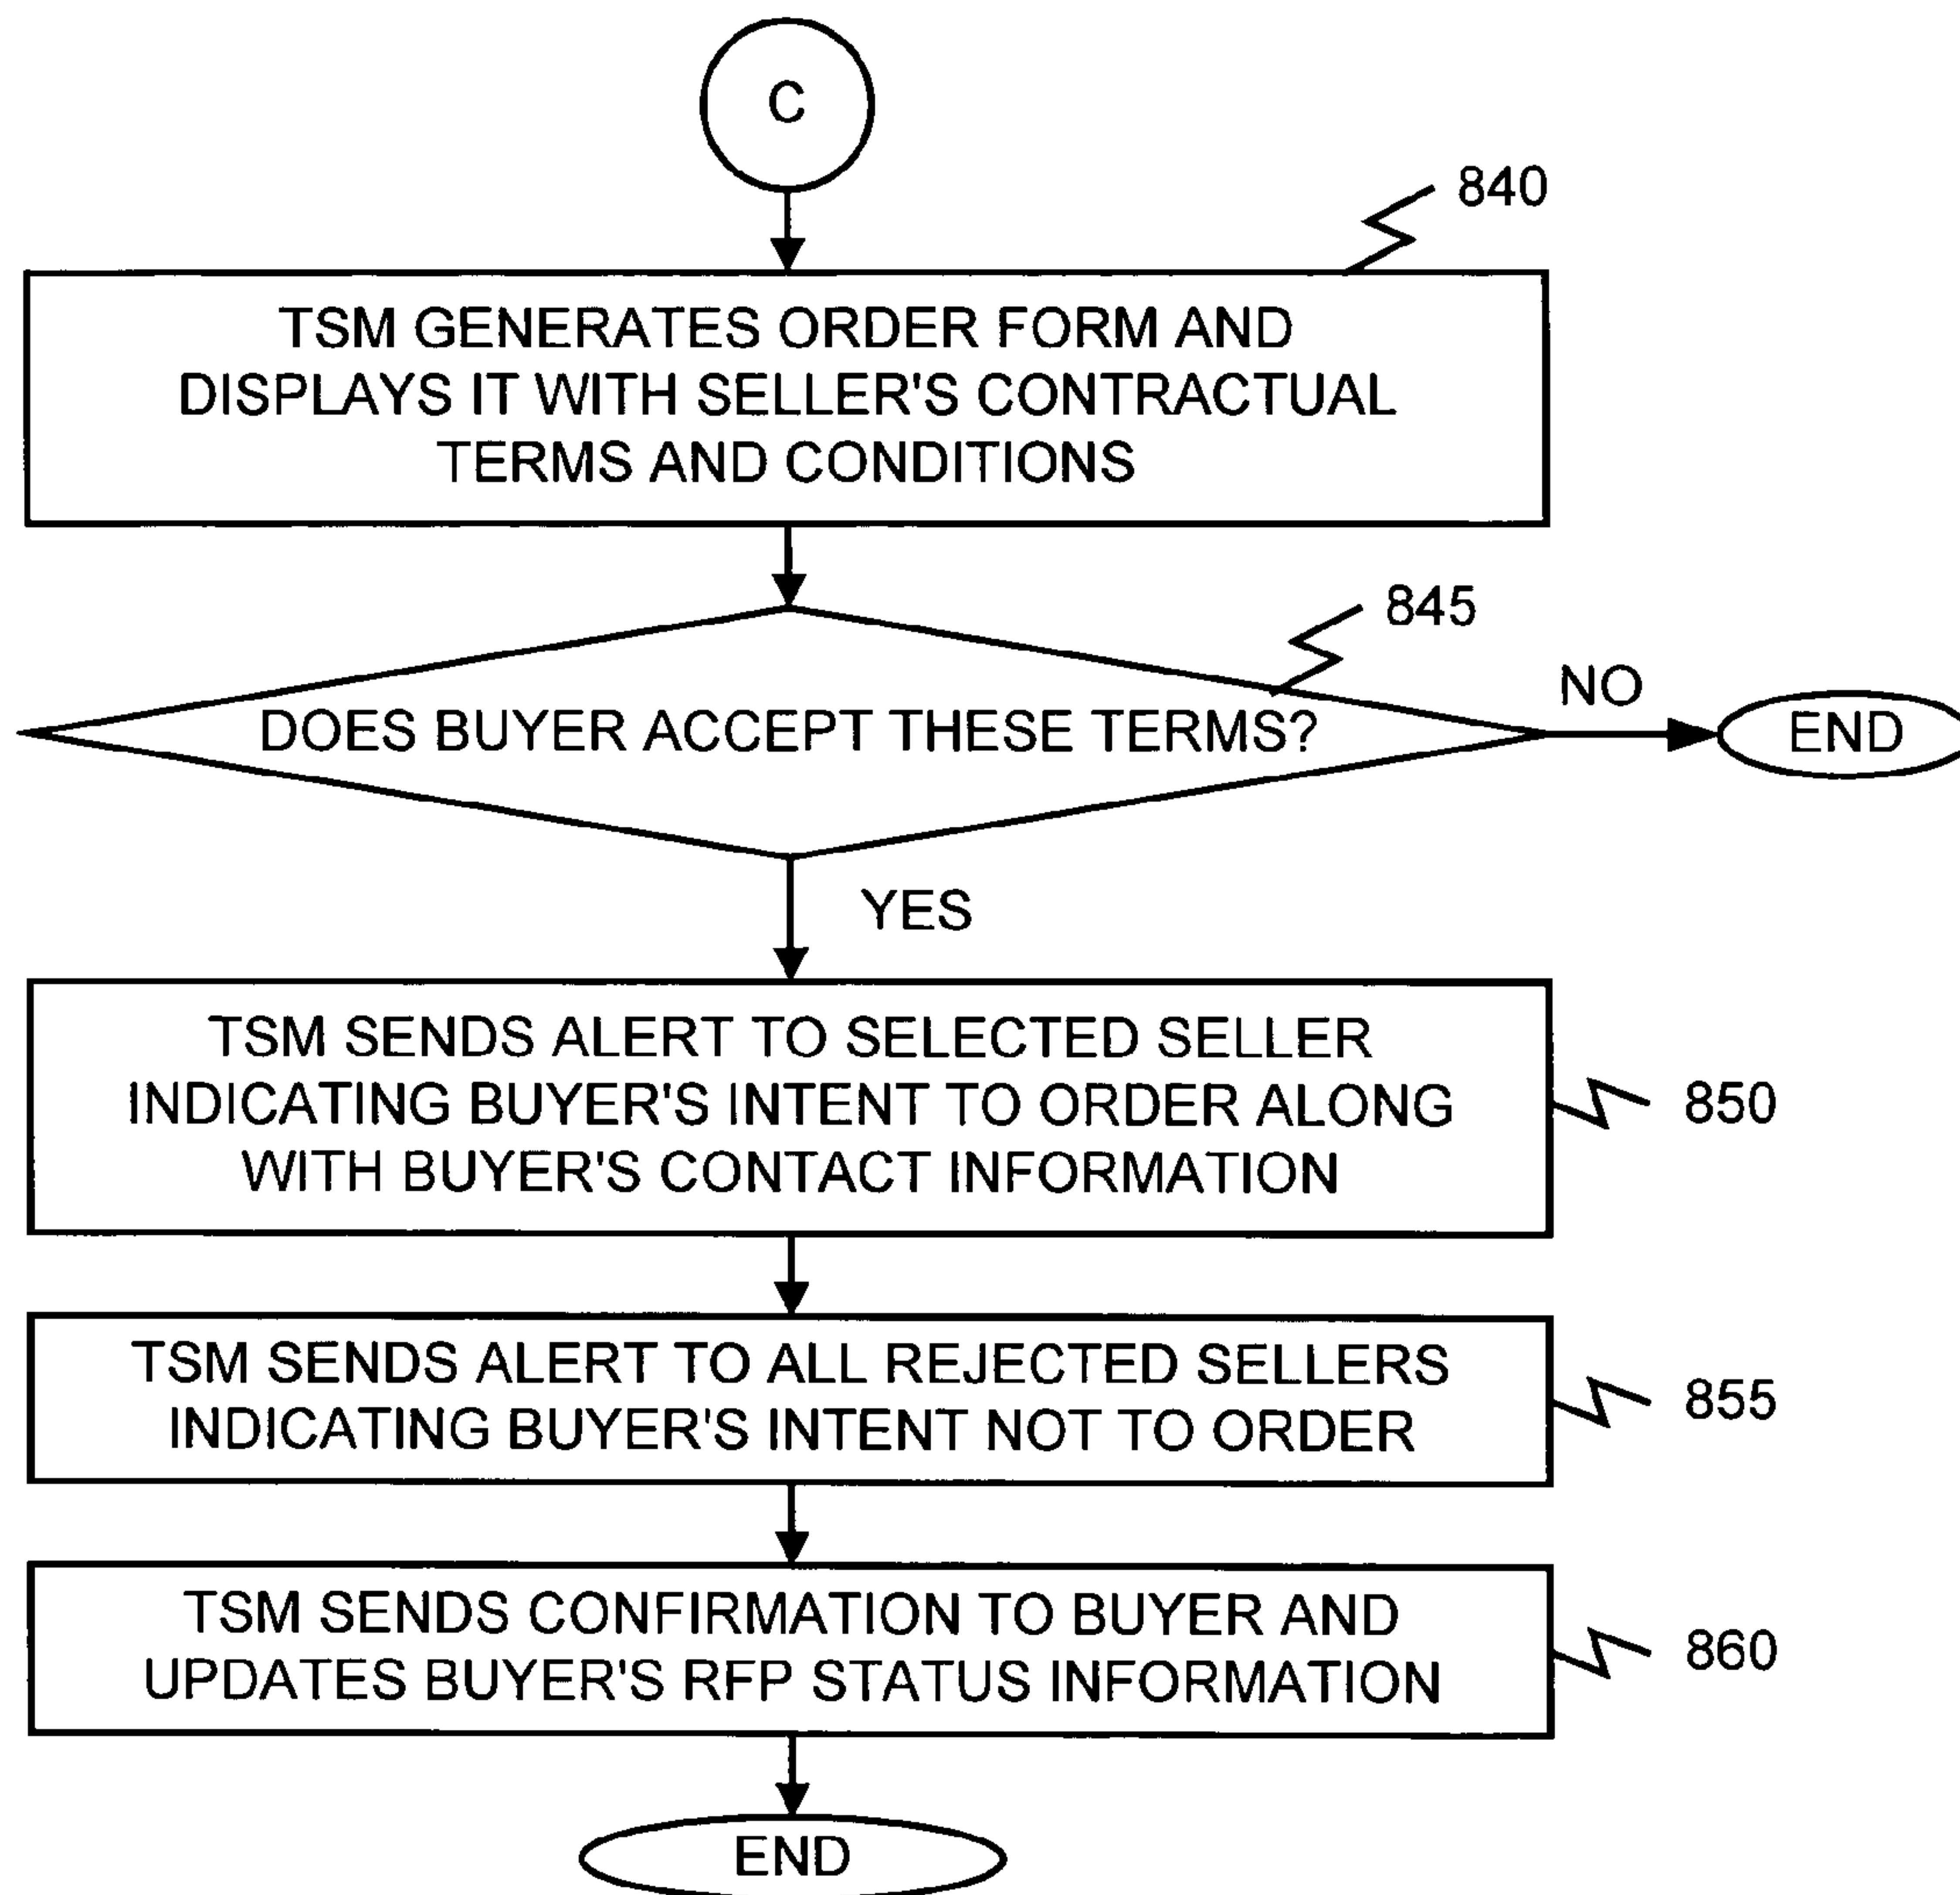 C
840
TSM GENERATES ORDER FORM AND
DISPLAYS IT WITH SELLER'S CONTRACTUAL
TERMS AND CONDITIONS
845
DOES BUYER ACCEPT THESE TERMS?
NO
END
YES
TSM SENDS ALERT TO SELECTED SELLER
INDICATING BUYER'S INTENT TO ORDER ALONG
WITH BUYER'S CONTACT INFORMATION
850
TSM SENDS ALERT TO ALL REJECTED SELLERS
INDICATING BUYER'S INTENT NOT TO ORDER
855
TSM SENDS CONFIRMATION TO BUYER AND
UPDATES BUYER'S RFP STATUS INFORMATION
860
END